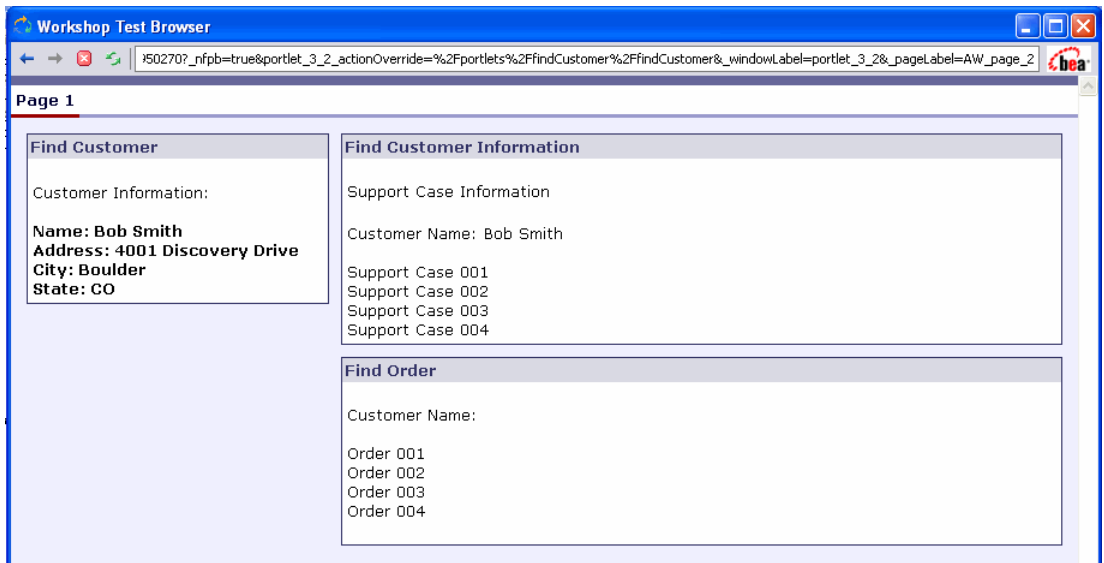 Workshop Test Browser
50270?_nfpb=true&portlet_3_2_actionOverride=%2Fportlets%2FfindCustomer%2FfindCustomer&_windowLabel=portlet_3_2&_pageLabel=AW_page_2
bea
Page 1
Find Customer
Customer Information:
Name: Bob Smith
Address: 4001 Discovery Drive
City: Boulder
State: CO
Find Customer Information
Support Case Information
Customer Name: Bob Smith
Support Case 001
Support Case 002
Support Case 003
Support Case 004
Find Order
Customer Name:
Order 001
Order 002
Order 003
Order 004